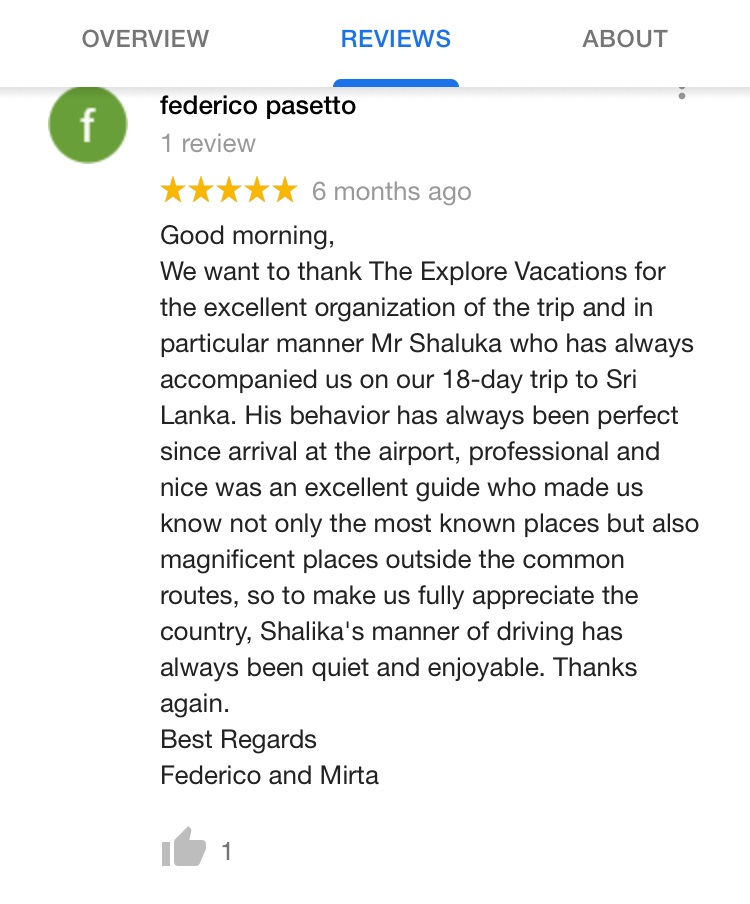 OVERVIEW REVIEWS ABOUT
f
federico pasetto
1 review
6 months ago
Good morning,
We want to thank The Explore Vacations for
the excellent organization of the trip and in
particular manner Mr Shaluka who has always
accompanied us on our 18-day trip to Sri
Lanka. His behavior has always been perfect
since arrival at the airport, professional and
nice was an excellent guide who made us
know not only the most known places but also
magnificent places outside the common
routes, so to make us fully appreciate the
country, Shalika's manner of driving has
always been quiet and enjoyable. Thanks
again.
Best Regards
Federico and Mirta
1